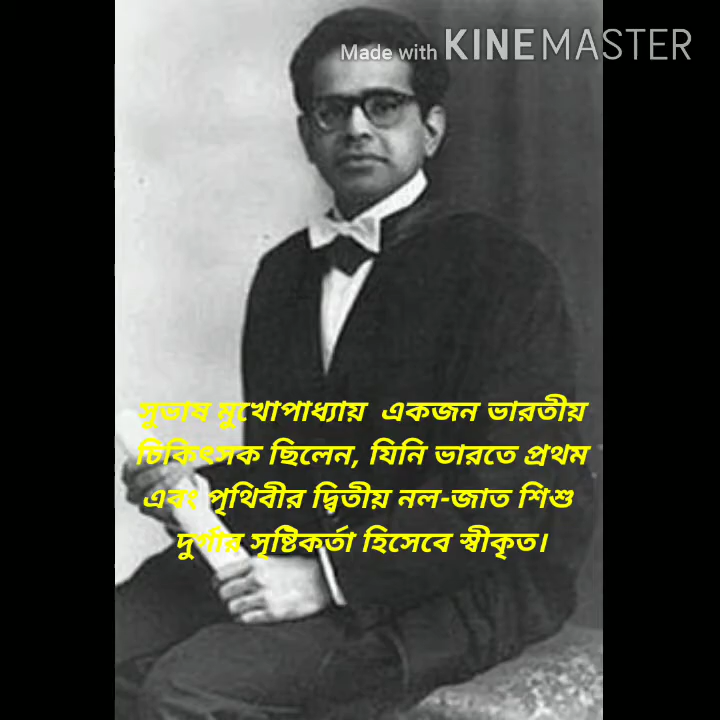 Made with KINEMASTER
সুভাষ মুখোপাধ্যায় একজন ভারতীয়
চিকিৎসক ছিলেন, যিনি ভারতে প্রথম
এবং পৃথিবীর দ্বিতীয় নল-জাত শিশু
দুর্গার সৃষ্টিকর্তা হিসেবে স্বীকৃত।